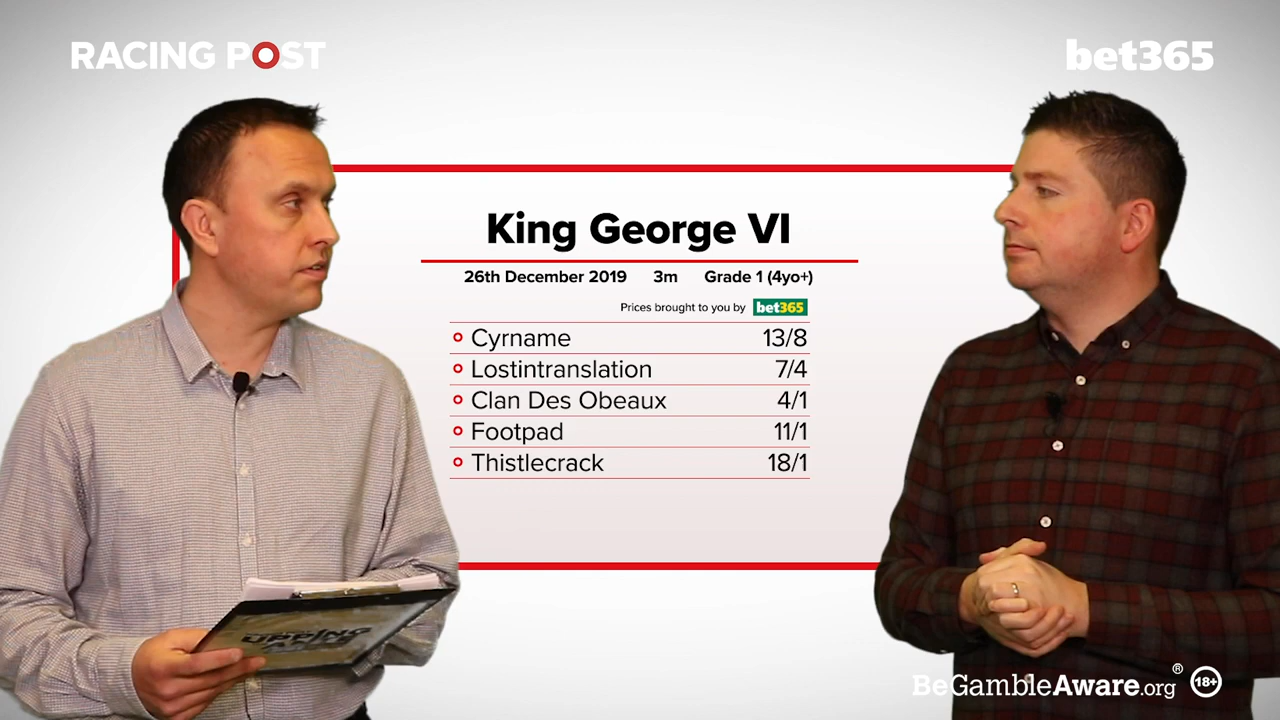 RACING POST
bet365
King George VI
26th December 2019 3m Grade 1 (4yo+)
Prices brought to you by bet365
Cyrname 13/8
Lostintranslation 7/4
Clan Des Obeaux 4/1
Footpad 11/1
Thistlecrack 18/1
BeGambleAware.org® 18+